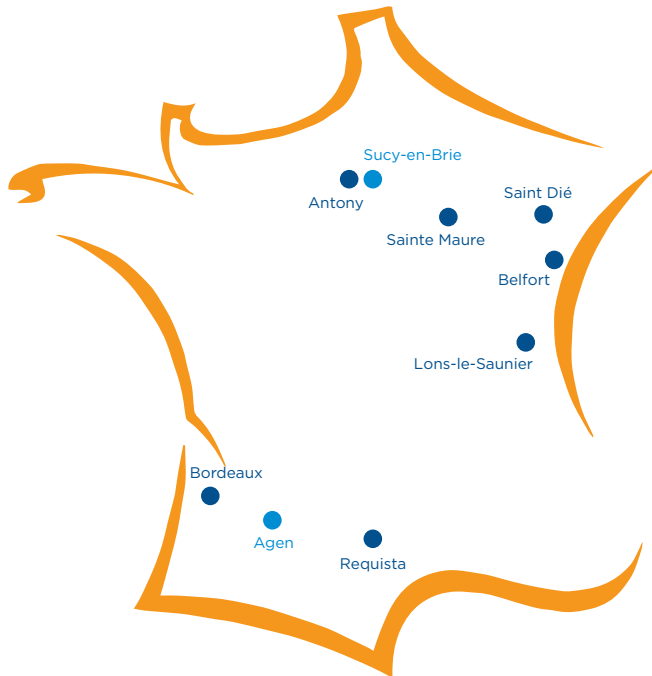 Sucy-en-Brie
Antony
Saint Dié
Sainte Maure
Belfort
Lons-le-Saunier
Bordeaux
Agen
Requista